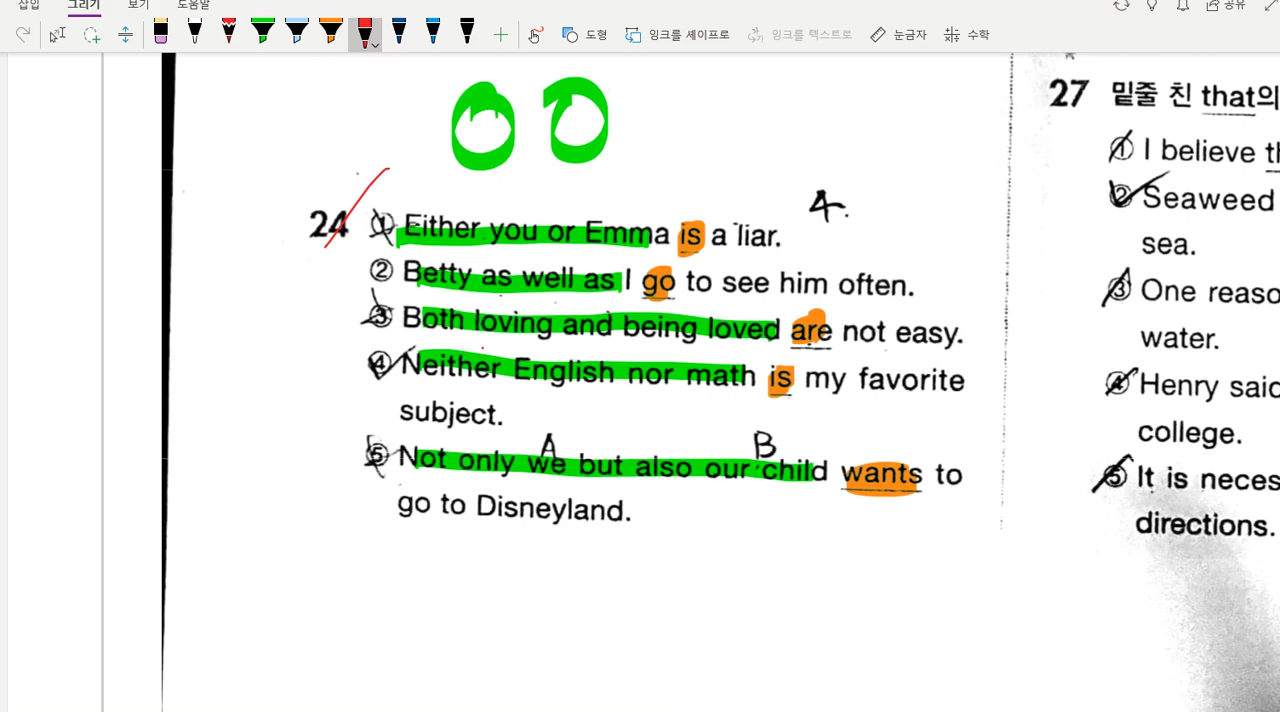 삽입 그리기 보기 도움말 공유
도형 잉크를 셰이프로 잉크를 텍스트로 눈금자 수학
4.
24 ① Either you or Emma is a liar.
② Betty as well as I go to see him often.
③ Both loving and being loved are not easy.
④ Neither English nor math is my favorite
subject.
A B
⑤ Not only we but also our child wants to
go to Disneyland.
27 밑줄 친 that의
① I believe th
② Seaweed
sea.
③ One reaso
water.
④ Henry said
college.
⑤ It is neces
directions.